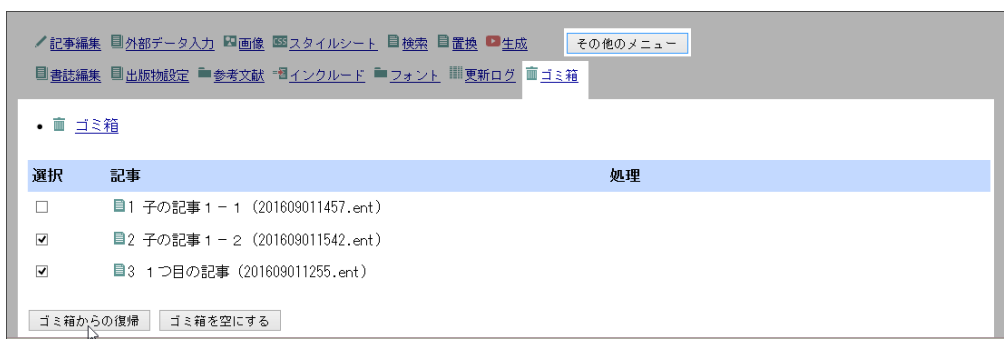 記事編集 外部データ入力 画像 スタイルシート 検索 置換 生成 その他のメニュー
書誌編集 出版物設定 参考文献 インクルード フォント 更新ログ ゴミ箱
• ゴミ箱
選択 記事 処理
1 子の記事１－１ (201609011457.ent)
2 子の記事１－２ (201609011542.ent)
3 １つ目の記事 (201609011255.ent)
ゴミ箱からの復帰 ゴミ箱を空にする